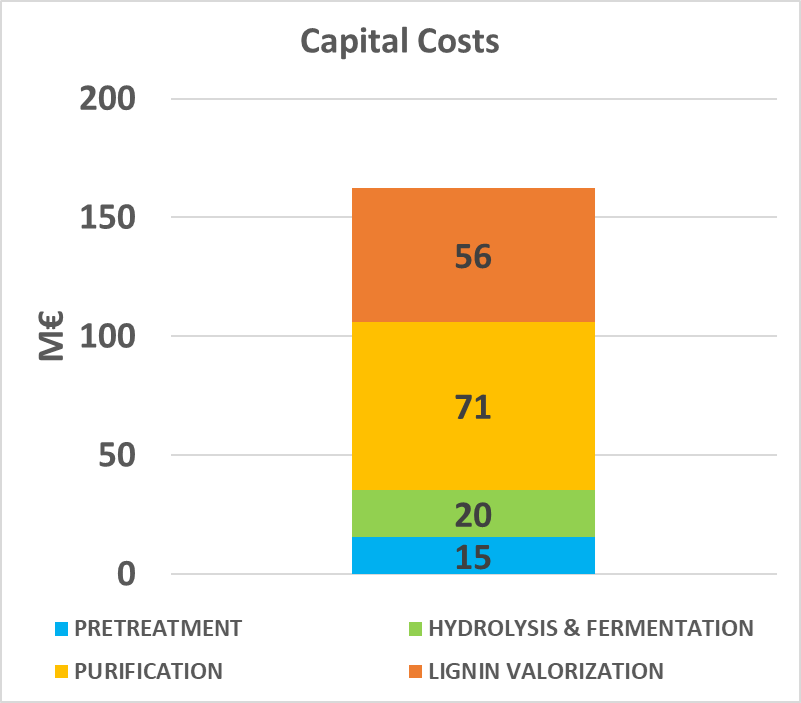 Capital Costs
200
150
100
50
0
M€
56
71
20
15
PRETREATMENT
HYDROLYSIS & FERMENTATION
PURIFICATION
LIGNIN VALORIZATION